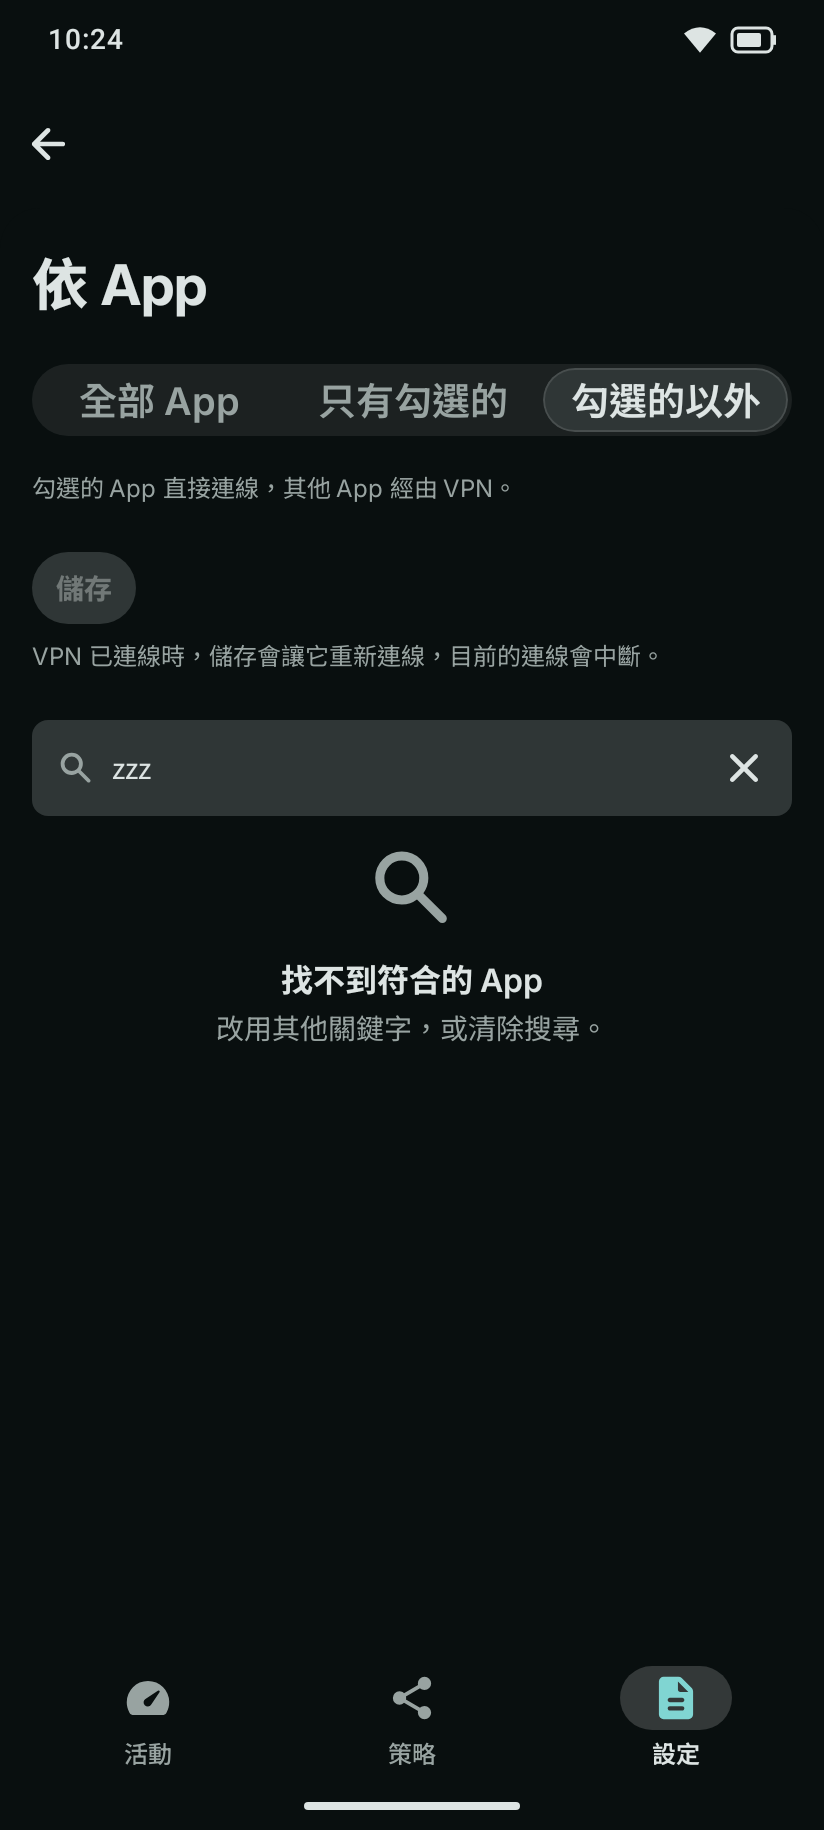 10:24
依 App
全部 App
只有勾選的
勾選的以外
勾選的 App 直接連線，其他 App 經由 VPN。
儲存
VPN 已連線時，儲存會讓它重新連線，目前的連線會中斷。
zzz
找不到符合的 App
改用其他關鍵字，或清除搜尋。
活動
策略
設定